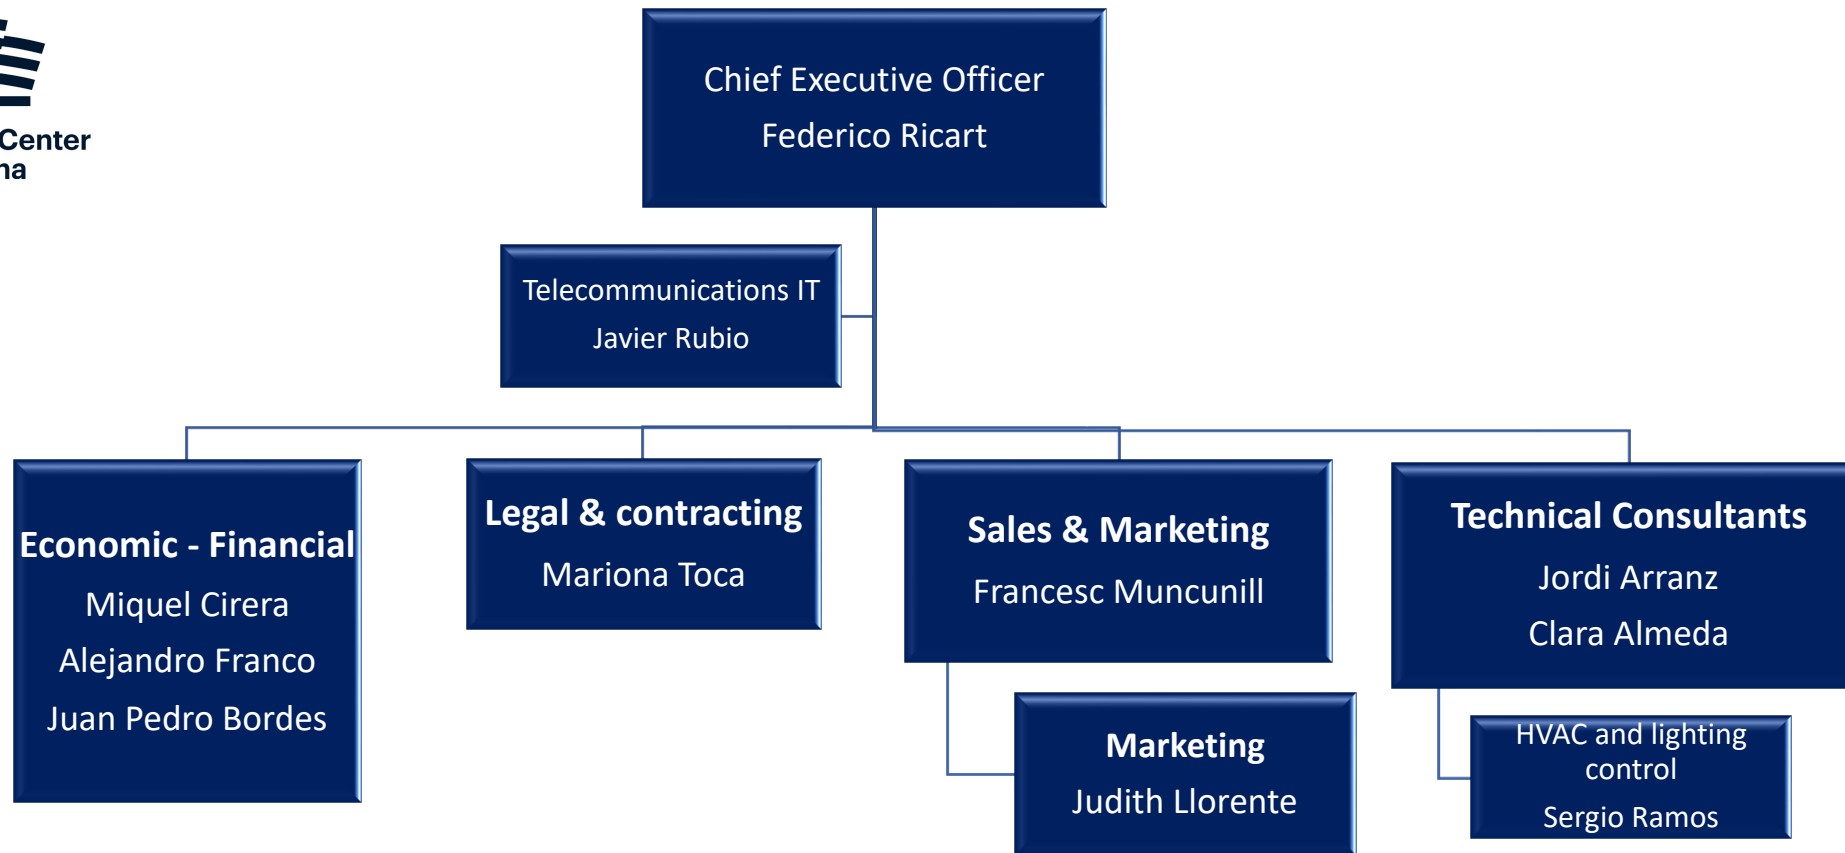 Center
Chief Executive Officer
Federico Ricart
Telecommunications IT
Javier Rubio
Economic - Financial
Miquel Cirera
Alejandro Franco
Juan Pedro Bordes
Legal & contracting
Mariona Toca
Sales & Marketing
Francesc Muncunill
Marketing
Judith Llorente
Technical Consultants
Jordi Arranz
Clara Almeda
HVAC and lighting
control
Sergio Ramos